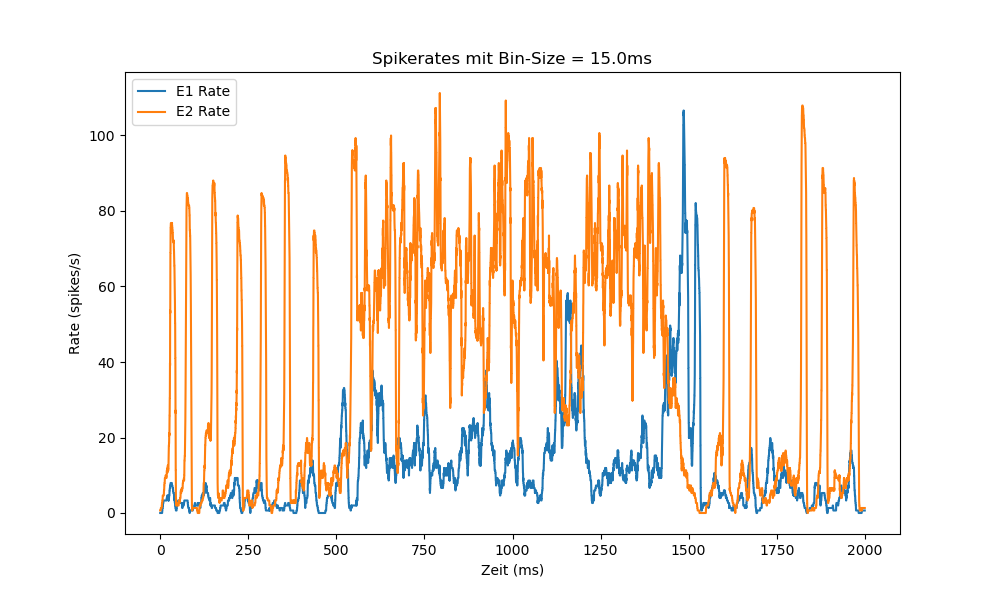 Spikerates mit Bin-Size = 15.0ms
E1 Rate
E2 Rate
Rate (spikes/s)
100
80
60
40
20
0
0 250 500 750 1000 1250 1500 1750 2000
Zeit (ms)